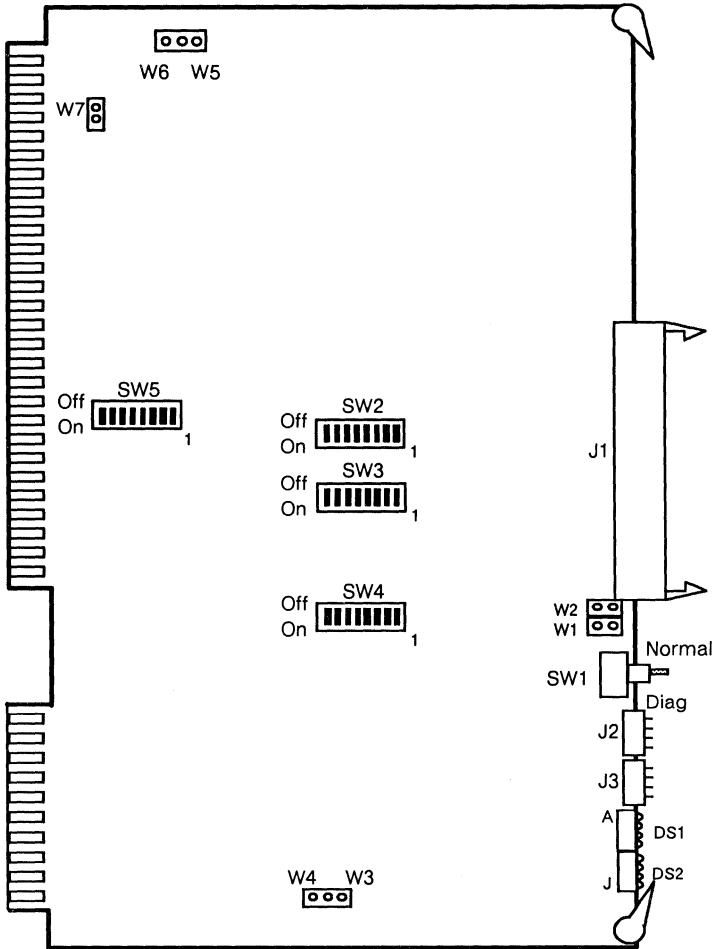 W6 W5
W7
SW5
Off
On
1
SW2
Off
On
1
SW3
Off
On
1
J1
SW4
Off
On
1
W2
W1
Normal
SW1
Diag
J2
J3
A
DS1
J
DS2
W4 W3